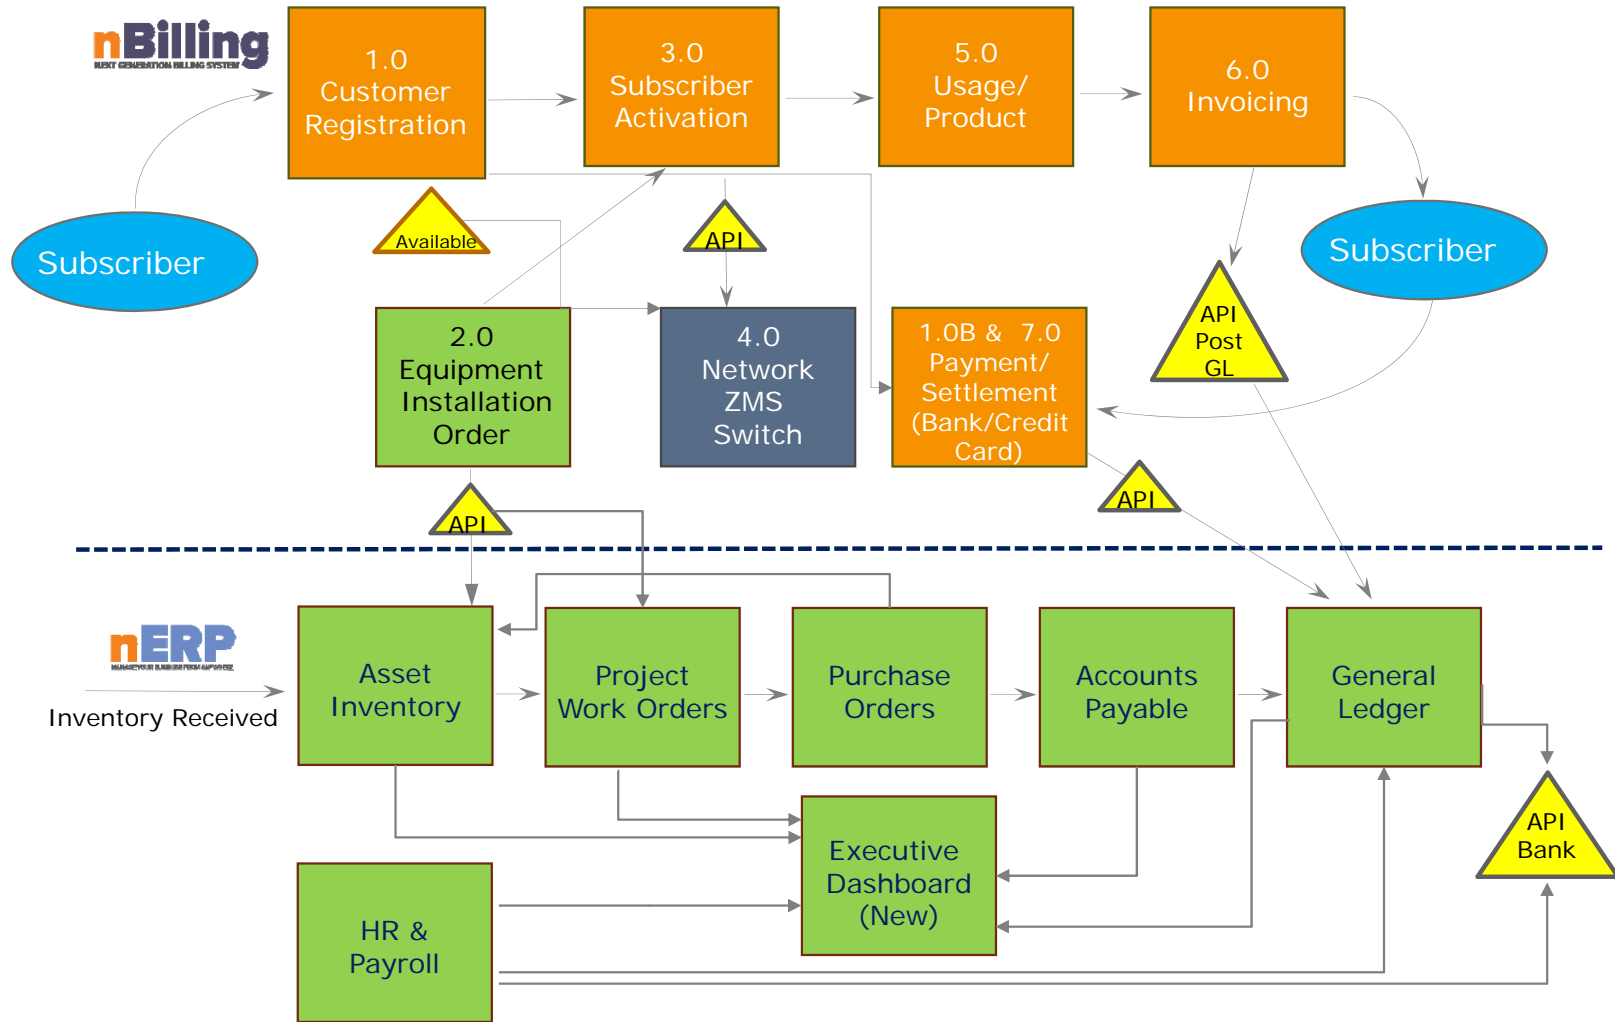 nBilling
NEXT GENERATION BILLING SYSTEM
1.0
Customer
Registration
3.0
Subscriber
Activation
5.0
Usage/
Product
6.0
Invoicing
Subscriber
Available
API
Subscriber
2.0
Equipment
Installation
Order
4.0
Network
ZMS
Switch
1.0B & 7.0
Payment/
Settlement
(Bank/Credit
Card)
API
Post
GL
API
API
nERP
Inventory Received
Asset
Inventory
Project
Work Orders
Purchase
Orders
Accounts
Payable
General
Ledger
Executive
Dashboard
(New)
API
Bank
HR &
Payroll